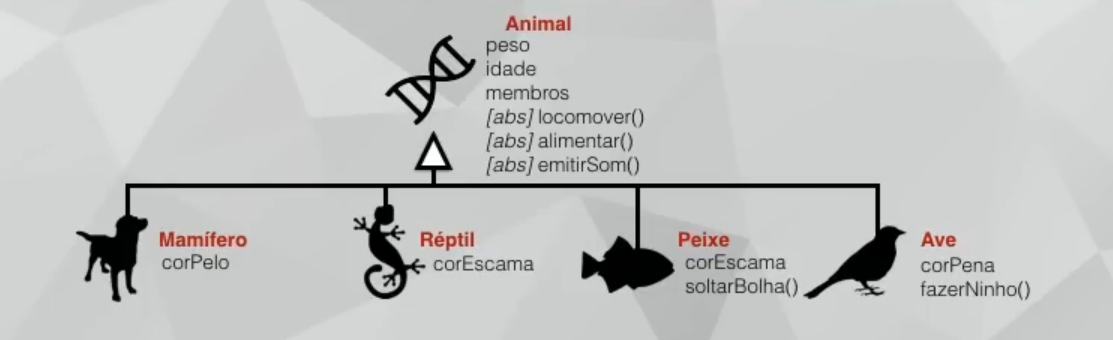 Animal
peso
idade
membros
[abs] locomover()
[abs] alimentar()
[abs] emitirSom()
Mamífero
corPelo
Réptil
corEscama
Peixe
corEscama
soltarBolha()
Ave
corPena
fazerNinho()